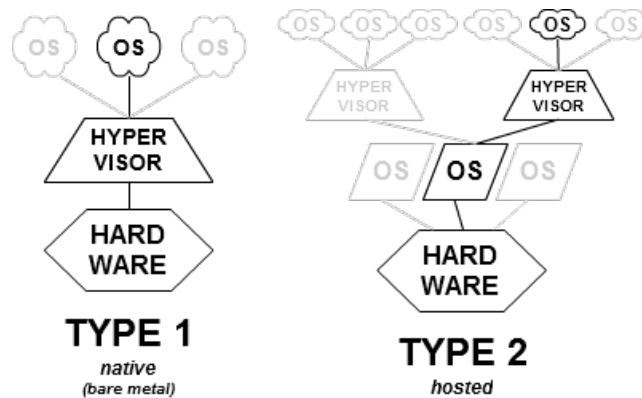 OS OS OS
HYPER
VISOR
HARD
WARE
TYPE 1
native
(bare metal)
OS OS OS OS OS OS
HYPER
VISOR
HYPER
VISOR
OS OS OS
HARD
WARE
TYPE 2
hosted